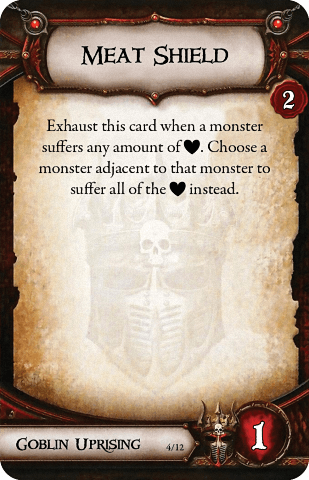 MEAT SHIELD
2
Exhaust this card when a monster
suffers any amount of ♥. Choose a
monster adjacent to that monster to
suffer all of the ♥ instead.
GOBLIN UPRISING 4/12 1